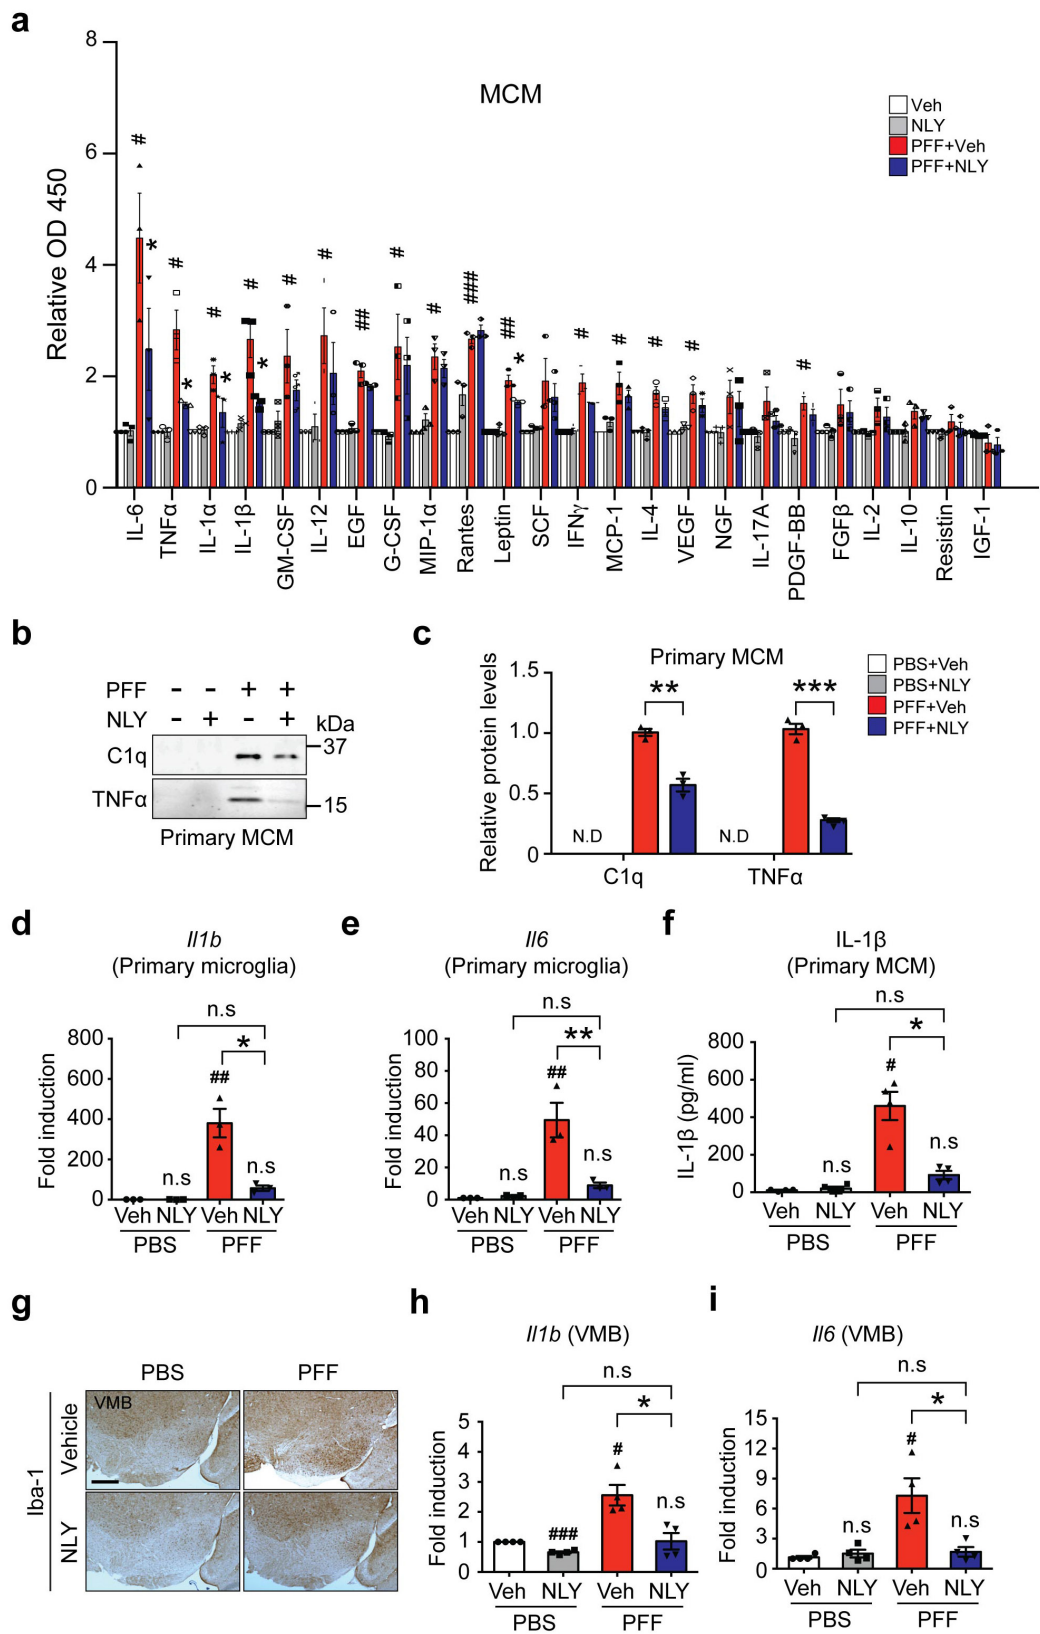 a
8
6
4
2
0
Relative OD 450
MCM
Veh
NLY
PFF+Veh
PFF+NLY
#
*
#
*
#
*
#
*
#
#
##
#
#
###
##
*
#
#
#
#
#
IL-6
TNFα
IL-1α
IL-1β
GM-CSF
IL-12
EGF
G-CSF
MIP-1α
Rantes
Leptin
SCF
IFNγ
MCP-1
IL-4
VEGF
NGF
IL-17A
PDGF-BB
FGFβ
IL-2
IL-10
Resistin
IGF-1
b
PFF - - + +
NLY - + - + kDa
C1q 37
TNFα 15
Primary MCM
c
Primary MCM
Relative protein levels
1.5
1.0
0.5
0
** ***
N.D N.D
C1q TNFα
PBS+Veh
PBS+NLY
PFF+Veh
PFF+NLY
d
Il1b
(Primary microglia)
n.s
*
##
n.s
n.s
Fold induction
800
600
400
200
0
Veh NLY Veh NLY
PBS PFF
e
Il6
(Primary microglia)
n.s
**
##
n.s
n.s
Fold induction
100
80
60
40
20
0
Veh NLY Veh NLY
PBS PFF
f
IL-1β
(Primary MCM)
n.s
*
#
n.s
n.s
IL-1β (pg/ml)
800
600
400
200
0
Veh NLY Veh NLY
PBS PFF
g
PBS PFF
Iba-1
Vehicle
NLY
VMB
h
Il1b (VMB)
n.s
*
#
n.s
###
Fold induction
5
4
3
2
1
0
Veh NLY Veh NLY
PBS PFF
i
Il6 (VMB)
n.s
*
#
n.s
n.s
Fold induction
15
12
9
6
3
0
Veh NLY Veh NLY
PBS PFF